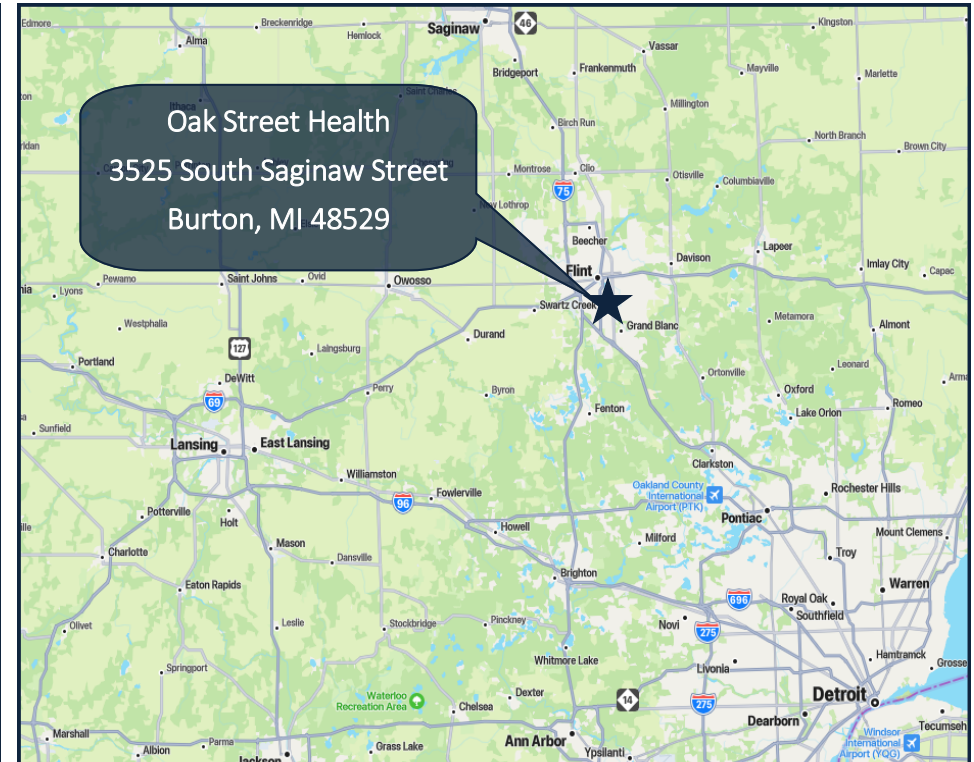 Edmore
Breckenridge
Saginaw
46
Kingston
Alma
Hemlock
Vassar
Bridgeport
Frankenmuth
Mayville
Marlette
Saint Charles
Ithaca
Millington
Oak Street Health
3525 South Saginaw Street
Burton, MI 48529
Birch Run
North Branch
Brown City
Montrose
Clio
Otisville
Columbiaville
75
New Lothrop
Beecher
Lapeer
Davison
Flint
Imlay City
Capac
Pewamo
Saint Johns
Ovid
Owosso
Lyons
Swartz Creek
Metamora
Almont
Westphalia
Durand
Grand Blanc
127
Laingsburg
Portland
Leonard
DeWitt
Perry
Byron
Ortonville
Oxford
69
Fenton
Lake Orion
Romeo
Sunfield
Lansing
East Lansing
Clarkston
Williamston
Oakland County
International
Airport (PTK)
Rochester Hills
96
Fowlerville
Potterville
Holt
Pontiac
Howell
Mount Clemens
Milford
Mason
Charlotte
Dansville
Troy
Eaton Rapids
Brighton
Warren
696
Royal Oak
Southfield
Olivet
Leslie
Stockbridge
Pinckney
Novi
275
Whitmore Lake
Hamtramck
Springport
Livonia
Grosse
Waterloo
Recreation Area
Dexter
14
275
Detroit
Chelsea
Dearborn
Tecumseh
Marshall
Albion
Parma
Grass Lake
Ann Arbor
Windsor
International
Airport (YQG)
Jackson
Ypsilanti